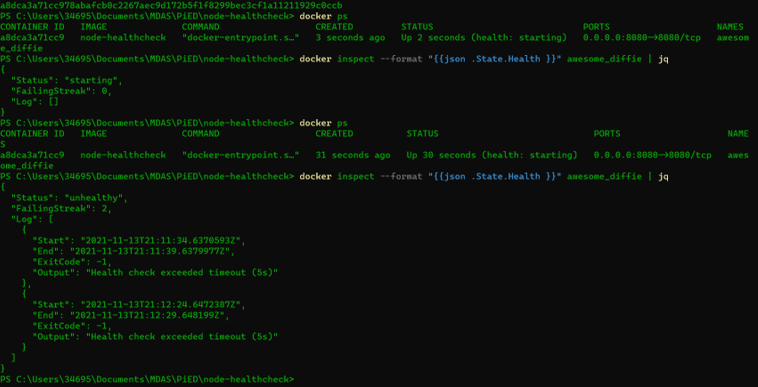 a8dca3a71cc978abafcb0c2267aec9d172b5f1f8299bec3cf1a11211929c0ccb
PS C:\Users\34695\Documents\MDAS\PiED\node-healthcheck> docker ps
CONTAINER ID   IMAGE              COMMAND                  CREATED         STATUS                            PORTS                    NAMES
a8dca3a71cc9   node-healthcheck   "docker-entrypoint.s…"   3 seconds ago   Up 2 seconds (health: starting)   0.0.0.0:8080->8080/tcp   awesom
e_diffie
PS C:\Users\34695\Documents\MDAS\PiED\node-healthcheck> docker inspect --format "{{json .State.Health }}" awesome_diffie | jq
{
  "Status": "starting",
  "FailingStreak": 0,
  "Log": []
}
PS C:\Users\34695\Documents\MDAS\PiED\node-healthcheck> docker ps
CONTAINER ID   IMAGE              COMMAND                  CREATED          STATUS                             PORTS                    NAME
S
a8dca3a71cc9   node-healthcheck   "docker-entrypoint.s…"   31 seconds ago   Up 30 seconds (health: starting)   0.0.0.0:8080->8080/tcp   awes
ome_diffie
PS C:\Users\34695\Documents\MDAS\PiED\node-healthcheck> docker inspect --format "{{json .State.Health }}" awesome_diffie | jq
{
  "Status": "unhealthy",
  "FailingStreak": 2,
  "Log": [
    {
      "Start": "2021-11-13T21:11:34.6370593Z",
      "End": "2021-11-13T21:11:39.6379977Z",
      "ExitCode": -1,
      "Output": "Health check exceeded timeout (5s)"
    },
    {
      "Start": "2021-11-13T21:12:24.6472387Z",
      "End": "2021-11-13T21:12:29.648199Z",
      "ExitCode": -1,
      "Output": "Health check exceeded timeout (5s)"
    }
  ]
}
PS C:\Users\34695\Documents\MDAS\PiED\node-healthcheck>